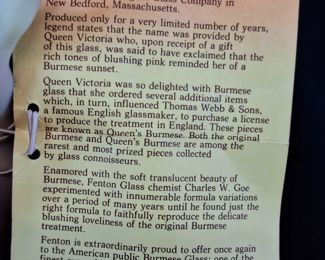 Glass Company in
New Bedford, Massachusetts.
Produced only for a very limited number of years,
legend states that the name was provided by
Queen Victoria who, upon receipt of a gift
of this glass, was said to have exclaimed that the
rich tones of blushing pink reminded her of a
Burmese sunset.
Queen Victoria was so delighted with Burmese
glass that she ordered several additional items
which, in turn, influenced Thomas Webb & Sons,
a famous English glassmaker, to purchase a license
to produce the treatment in England. These pieces
are known as Queen's Burmese. Both the original
Burmese and Queen's Burmese are among the
rarest and most prized pieces collected
by glass connoisseurs.
Enamored with the soft translucent beauty of
Burmese, Fenton Glass chemist Charles W. Goe
experimented with innumerable formula variations
over a period of many years until he found just the
right formula to faithfully reproduce the delicate
blushing loveliness of the original Burmese
treatment.
Fenton is extraordinarily proud to offer once again
to the American public Burmese Glass; one of the